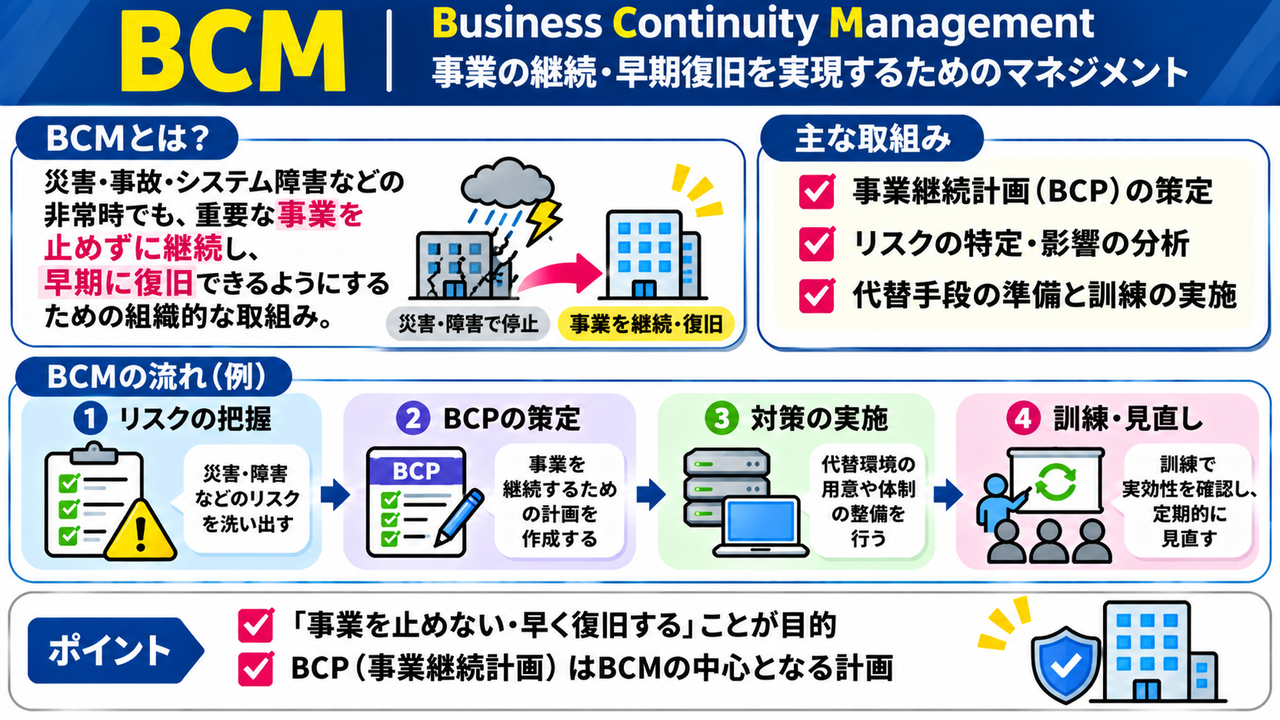 BCM
Business Continuity Management
事業の継続・早期復旧を実現するためのマネジメント
BCMとは？
災害・事故・システム障害などの
非常時でも、重要な事業を
止めずに継続し、
早期に復旧できるようにする
ための組織的な取組み。
災害・障害で停止
事業を継続・復旧
主な取組み
事業継続計画（BCP）の策定
リスクの特定・影響の分析
代替手段の準備と訓練の実施
BCMの流れ（例）
1 リスクの把握
災害・障害
などのリスク
を洗い出す
2 BCPの策定
BCP
事業を
継続するため
の計画を
作成する
3 対策の実施
代替環境の
用意や体制
の整備を
行う
4 訓練・見直し
訓練で
実効性を確認し、
定期的に
見直す
ポイント
「事業を止めない・早く復旧する」ことが目的
BCP（事業継続計画）はBCMの中心となる計画